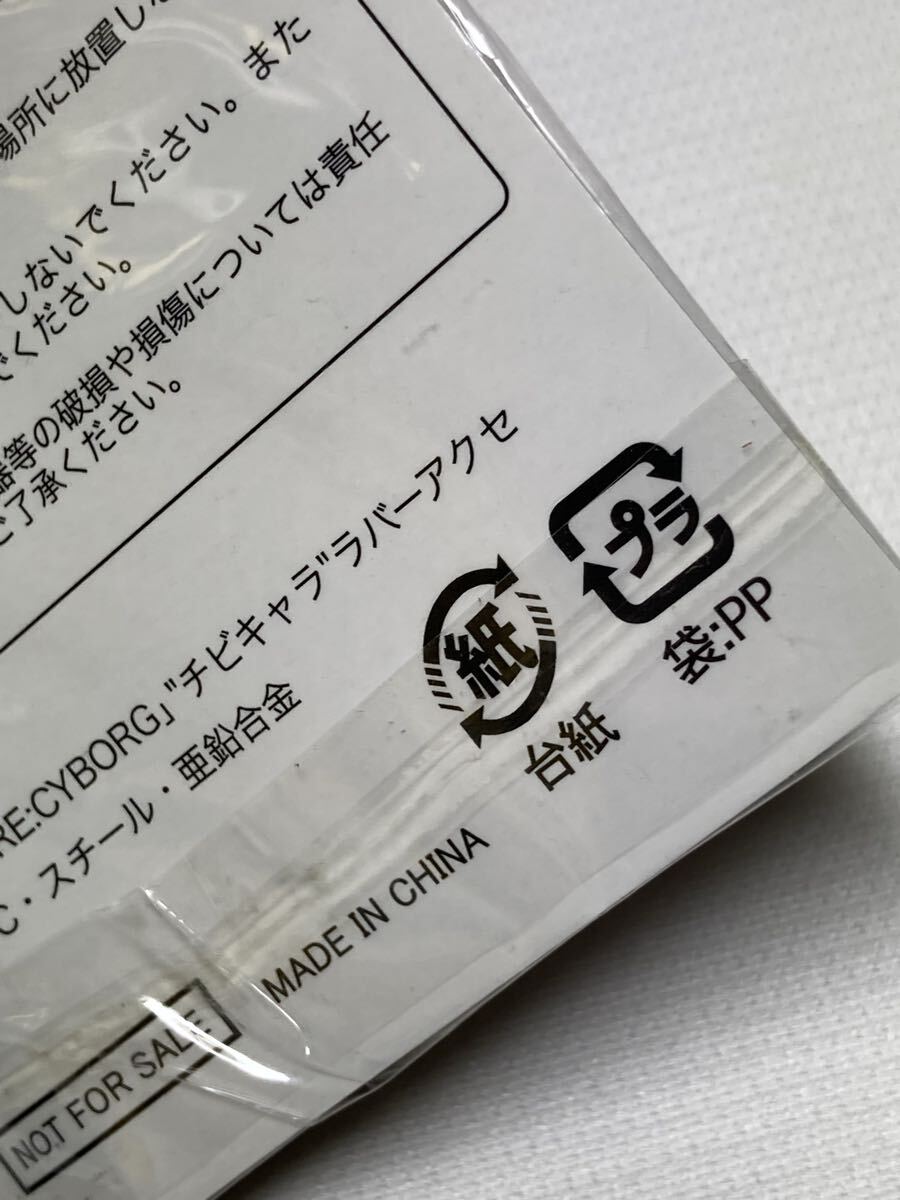 場所に放置しな
しないでください。また
でください。
器等の破損や損傷については責任
ご了承ください。
RE:CYBORG」"チビキャラ"ラバーアクセ
C・スチール・亜鉛合金
紙
プラ
台紙
袋:PP
MADE IN CHINA
NOT FOR SALE